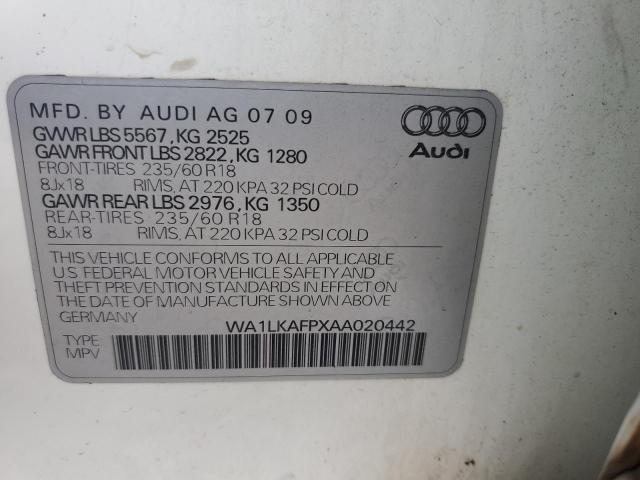 MFD. BY AUDI AG 07 09
GVWR LBS 5567, KG 2525
GAWR FRONT LBS 2822, KG 1280
FRONT-TIRES 235/60 R18
8Jx18 RIMS, AT 220 KPA 32 PSI COLD
GAWR REAR LBS 2976, KG 1350
REAR-TIRES 235/60 R18
8Jx18 RIMS, AT 220 KPA 32 PSI COLD
Audi
THIS VEHICLE CONFORMS TO ALL APPLICABLE
U.S. FEDERAL MOTOR VEHICLE SAFETY AND
THEFT PREVENTION STANDARDS IN EFFECT ON
THE DATE OF MANUFACTURE SHOWN ABOVE
GERMANY
WA1LKAFPXAA020442
TYPE
MPV